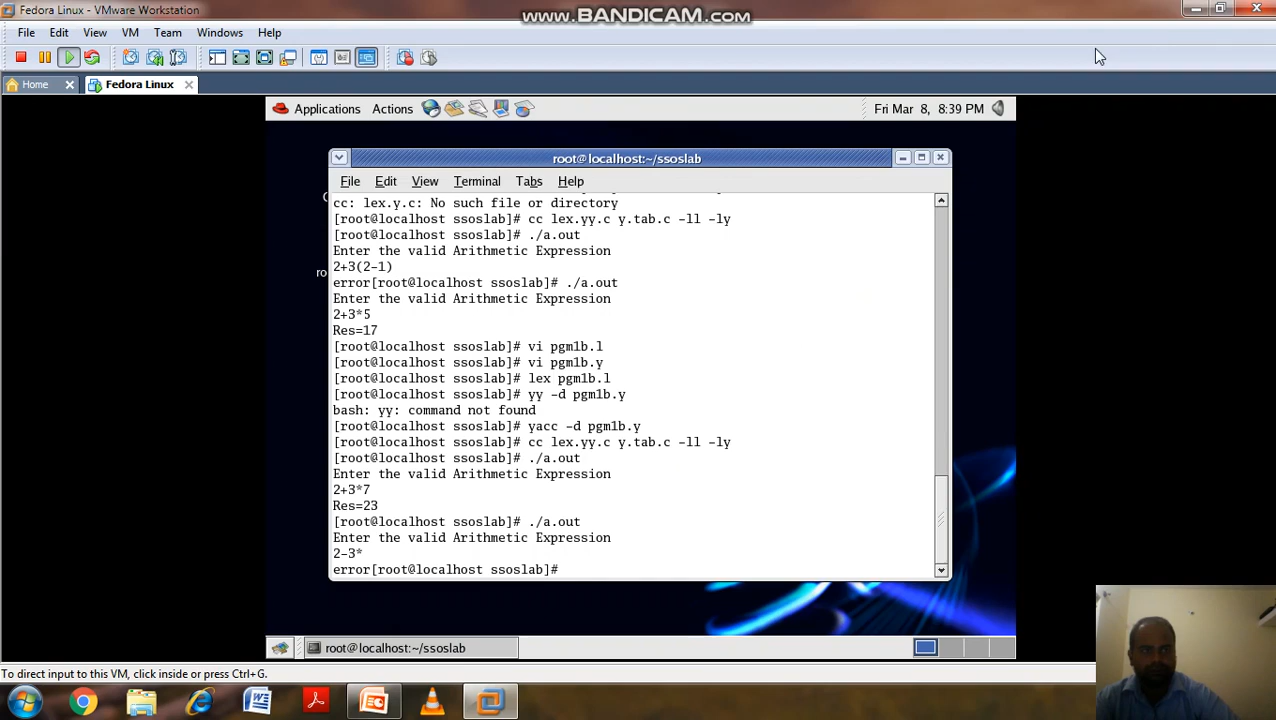 Fedora Linux - VMware Workstation
www.BANDICAM.com
File Edit View VM Team Windows Help
Home
Fedora Linux
Applications Actions
Fri Mar 8, 8:39 PM
root@localhost:~/ssoslab
File Edit View Terminal Tabs Help
cc: lex.y.c: No such file or directory
[root@localhost ssoslab]# cc lex.yy.c y.tab.c -ll -ly
[root@localhost ssoslab]# ./a.out
Enter the valid Arithmetic Expression
2+3(2-1)
error[root@localhost ssoslab]# ./a.out
Enter the valid Arithmetic Expression
2+3*5
Res=17
[root@localhost ssoslab]# vi pgm1b.l
[root@localhost ssoslab]# vi pgm1b.y
[root@localhost ssoslab]# lex pgm1b.l
[root@localhost ssoslab]# yy -d pgm1b.y
bash: yy: command not found
[root@localhost ssoslab]# yacc -d pgm1b.y
[root@localhost ssoslab]# cc lex.yy.c y.tab.c -ll -ly
[root@localhost ssoslab]# ./a.out
Enter the valid Arithmetic Expression
2+3*7
Res=23
[root@localhost ssoslab]# ./a.out
Enter the valid Arithmetic Expression
2-3*
error[root@localhost ssoslab]#
root@localhost:~/ssoslab
To direct input to this VM, click inside or press Ctrl+G.